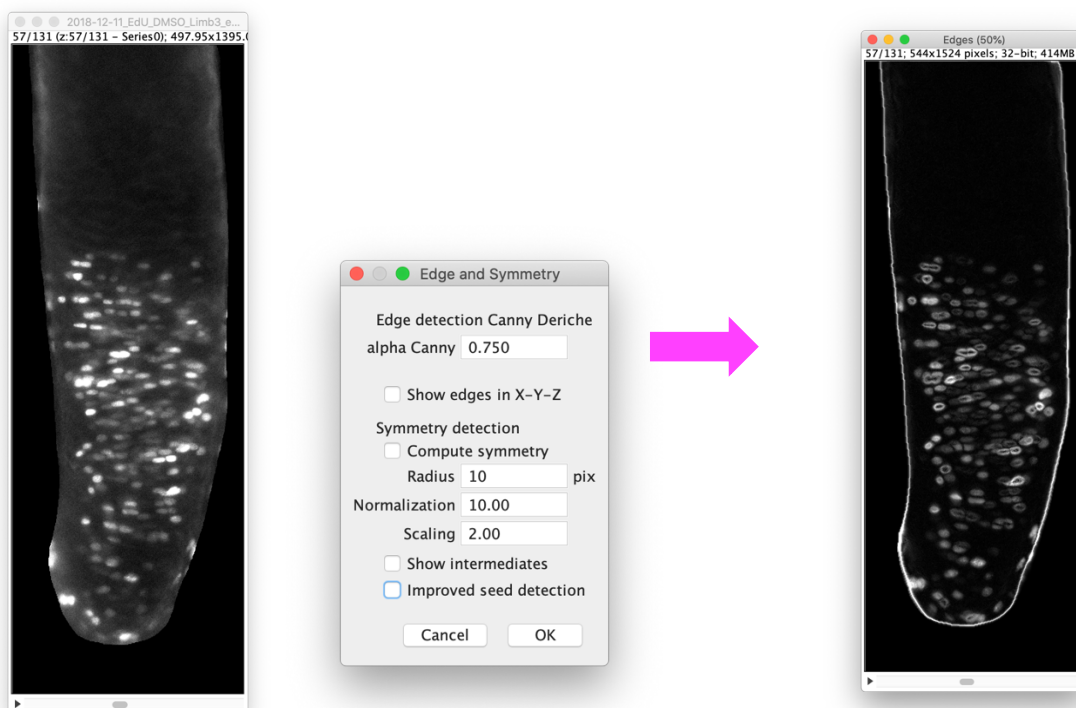 2018-12-11_EdU_DMSO_Limb3_e...
57/131 (z:57/131 - Series0); 497.95x1395.0
Edge and Symmetry
Edge detection Canny Deriche
alpha Canny 0.750
Show edges in X-Y-Z
Symmetry detection
Compute symmetry
Radius 10 pix
Normalization 10.00
Scaling 2.00
Show intermediates
Improved seed detection
Cancel OK
Edges (50%)
57/131; 544x1524 pixels; 32-bit; 414MB